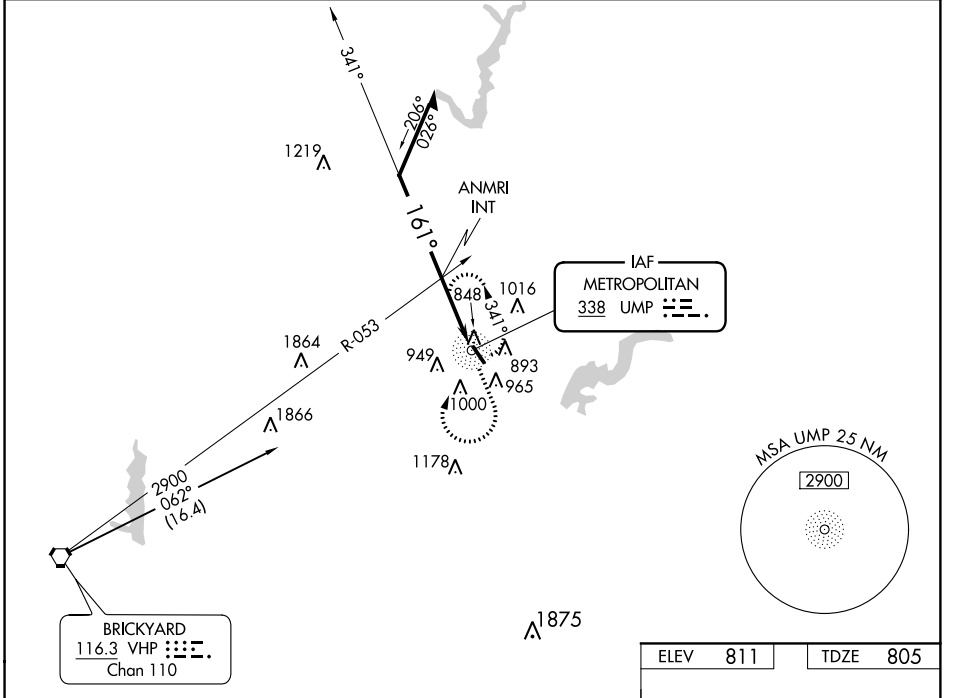 341°
206°
026°
1219
ANMRI
INT
161°
IAF
METROPOLITAN
338 UMP
848
1016
341°
R-053
1864
949
893
965
1000
1866
1178
2900
062°
(16.4)
MSA UMP 25 NM
2900
BRICKYARD
116.3 VHP
Chan 110
1875
ELEV 811
TDZE 805